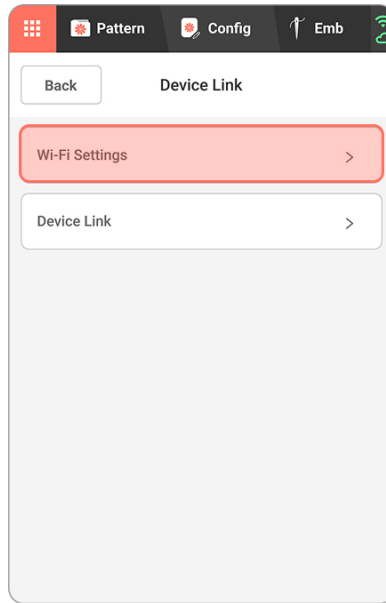 Pattern Config Emb
Back Device Link
Wi-Fi Settings
Device Link